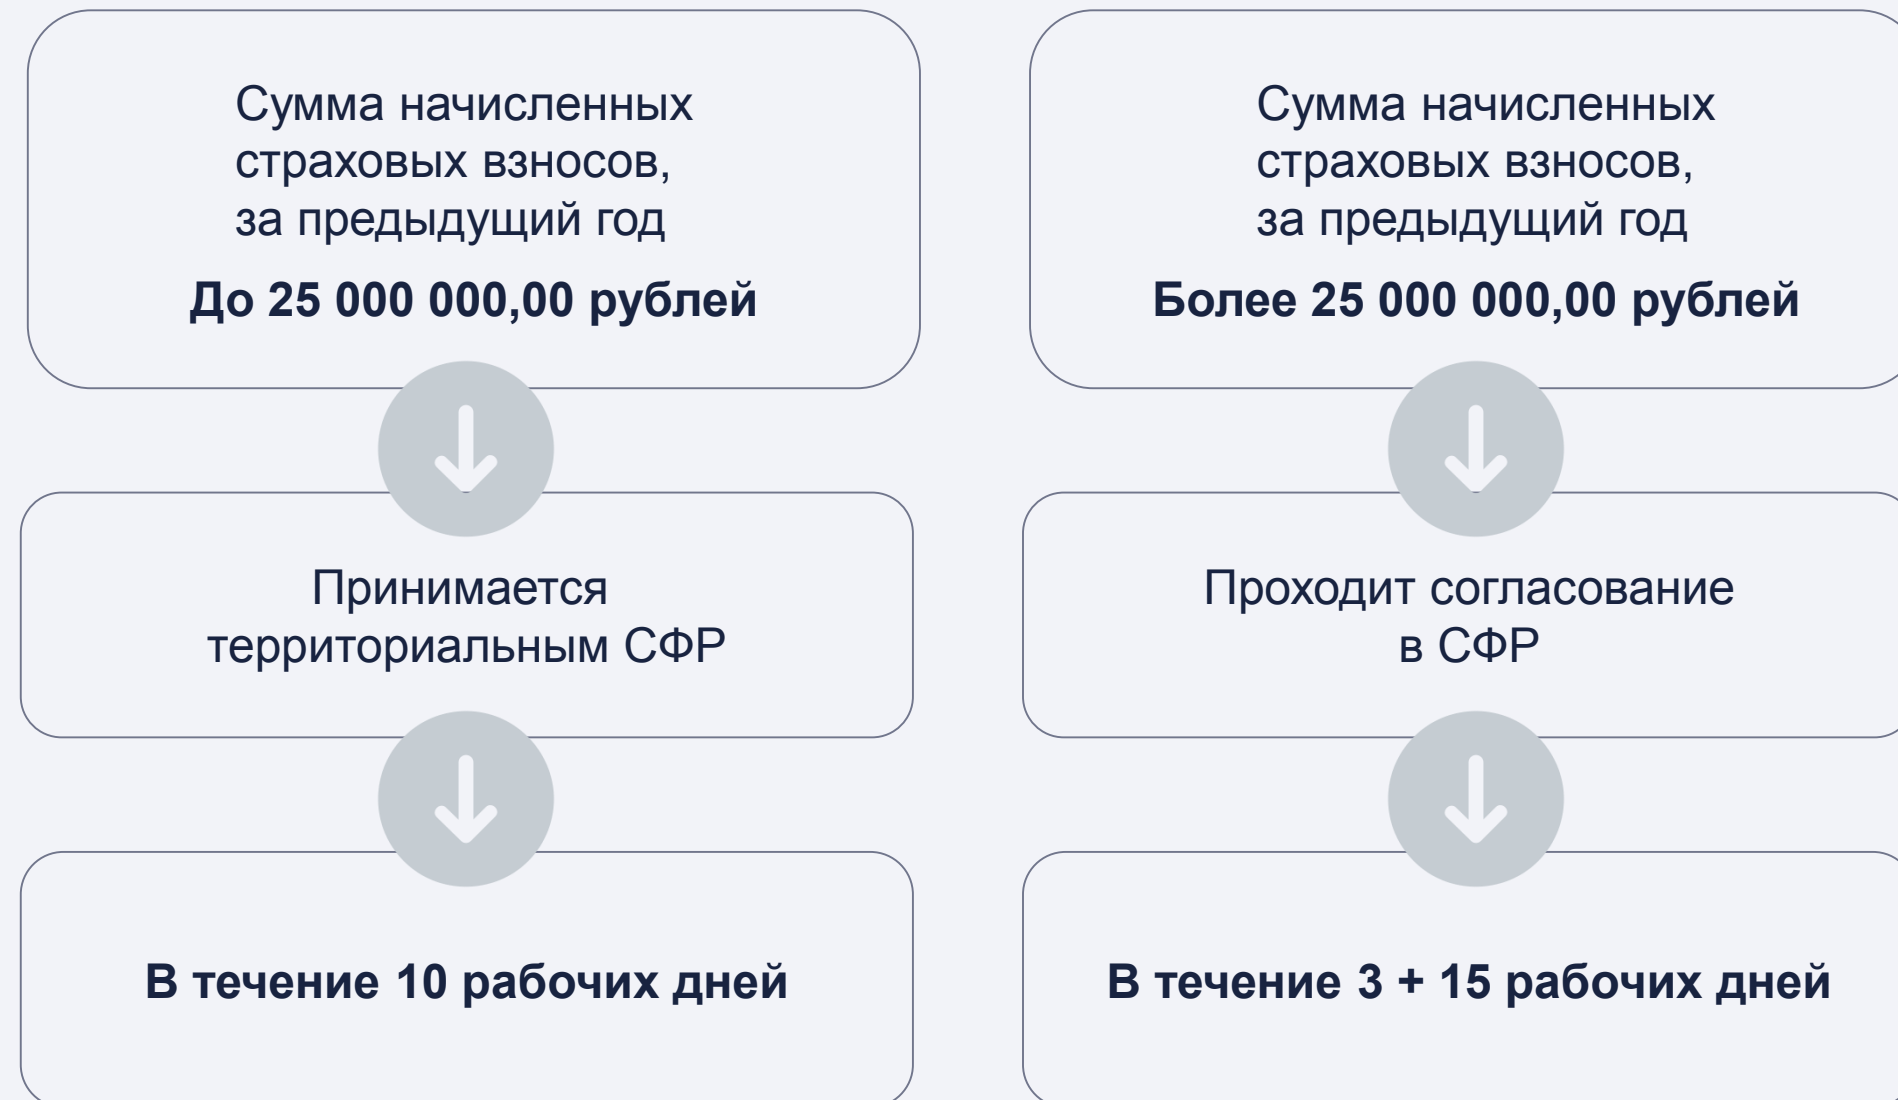 Сумма начисленных
страховых взносов,
за предыдущий год
До 25 000 000,00 рублей
Принимается
территориальным СФР
В течение 10 рабочих дней
Сумма начисленных
страховых взносов,
за предыдущий год
Более 25 000 000,00 рублей
Проходит согласование
в СФР
В течение 3 + 15 рабочих дней